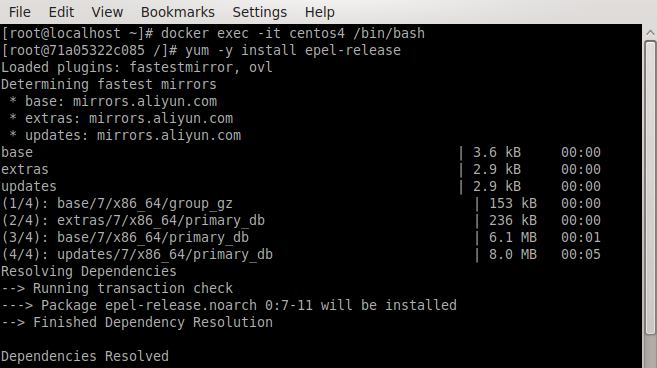 File Edit View Bookmarks Settings Help
[root@localhost ~]# docker exec -it centos4 /bin/bash
[root@71a05322c085 /]# yum -y install epel-release
Loaded plugins: fastestmirror, ovl
Determining fastest mirrors
 * base: mirrors.aliyun.com
 * extras: mirrors.aliyun.com
 * updates: mirrors.aliyun.com
base | 3.6 kB 00:00
extras | 2.9 kB 00:00
updates | 2.9 kB 00:00
(1/4): base/7/x86_64/group_gz | 153 kB 00:00
(2/4): extras/7/x86_64/primary_db | 236 kB 00:00
(3/4): base/7/x86_64/primary_db | 6.1 MB 00:01
(4/4): updates/7/x86_64/primary_db | 8.0 MB 00:05
Resolving Dependencies
--> Running transaction check
---> Package epel-release.noarch 0:7-11 will be installed
--> Finished Dependency Resolution
Dependencies Resolved